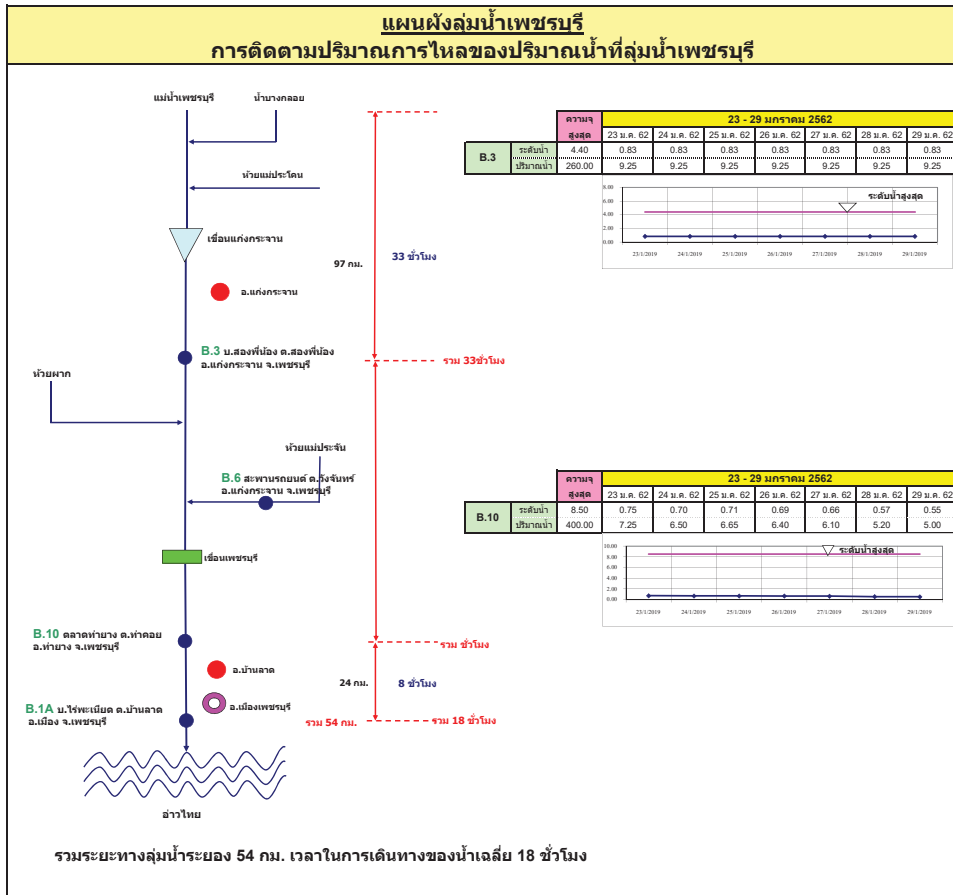 แผนผังลุ่มน้ำเพชรบุรี
การติดตามปริมาณการไหลของปริมาณน้ำที่ลุ่มน้ำเพชรบุรี
แม่น้ำเพชรบุรี
น้ำบางกลอย
ห้วยแม่ประโดน
เขื่อนแก่งกระจาน
97 กม.
33 ชั่วโมง
อ.แก่งกระจาน
B.3 บ.สองพี่น้อง ต.สองพี่น้อง
อ.แก่งกระจาน จ.เพชรบุรี
รวม 33ชั่วโมง
ห้วยผาก
ห้วยแม่ประจัน
B.6 สะพานรถยนต์ ต.วังจันทร์
อ.แก่งกระจาน จ.เพชรบุรี
เขื่อนเพชรบุรี
B.10 ตลาดท่ายาง ต.ท่าคอย
อ.ท่ายาง จ.เพชรบุรี
รวม ชั่วโมง
อ.บ้านลาด
24 กม.
8 ชั่วโมง
อ.เมืองเพชรบุรี
B.1A บ.ไร่พะเนียด ต.บ้านลาด
อ.เมือง จ.เพชรบุรี
รวม 54 กม.
รวม 18 ชั่วโมง
อ่าวไทย
รวมระยะทางลุ่มน้ำระยอง 54 กม. เวลาในการเดินทางของน้ำเฉลี่ย 18 ชั่วโมง
ความจุ 23 - 29 มกราคม 2562
สูงสุด 23 ม.ค. 62 24 ม.ค. 62 25 ม.ค. 62 26 ม.ค. 62 27 ม.ค. 62 28 ม.ค. 62 29 ม.ค. 62
B.3
ระดับน้ำ 4.40 0.83 0.83 0.83 0.83 0.83 0.83 0.83
ปริมาณน้ำ 260.00 9.25 9.25 9.25 9.25 9.25 9.25 9.25
8.00
6.00
4.00
2.00
0.00
ระดับน้ำสูงสุด
23/1/2019 24/1/2019 25/1/2019 26/1/2019 27/1/2019 28/1/2019 29/1/2019
ความจุ 23 - 29 มกราคม 2562
สูงสุด 23 ม.ค. 62 24 ม.ค. 62 25 ม.ค. 62 26 ม.ค. 62 27 ม.ค. 62 28 ม.ค. 62 29 ม.ค. 62
B.10
ระดับน้ำ 8.50 0.75 0.70 0.71 0.69 0.66 0.57 0.55
ปริมาณน้ำ 400.00 7.25 6.50 6.65 6.40 6.10 5.20 5.00
10.00
8.00
6.00
4.00
2.00
0.00
ระดับน้ำสูงสุด
23/1/2019 24/1/2019 25/1/2019 26/1/2019 27/1/2019 28/1/2019 29/1/2019